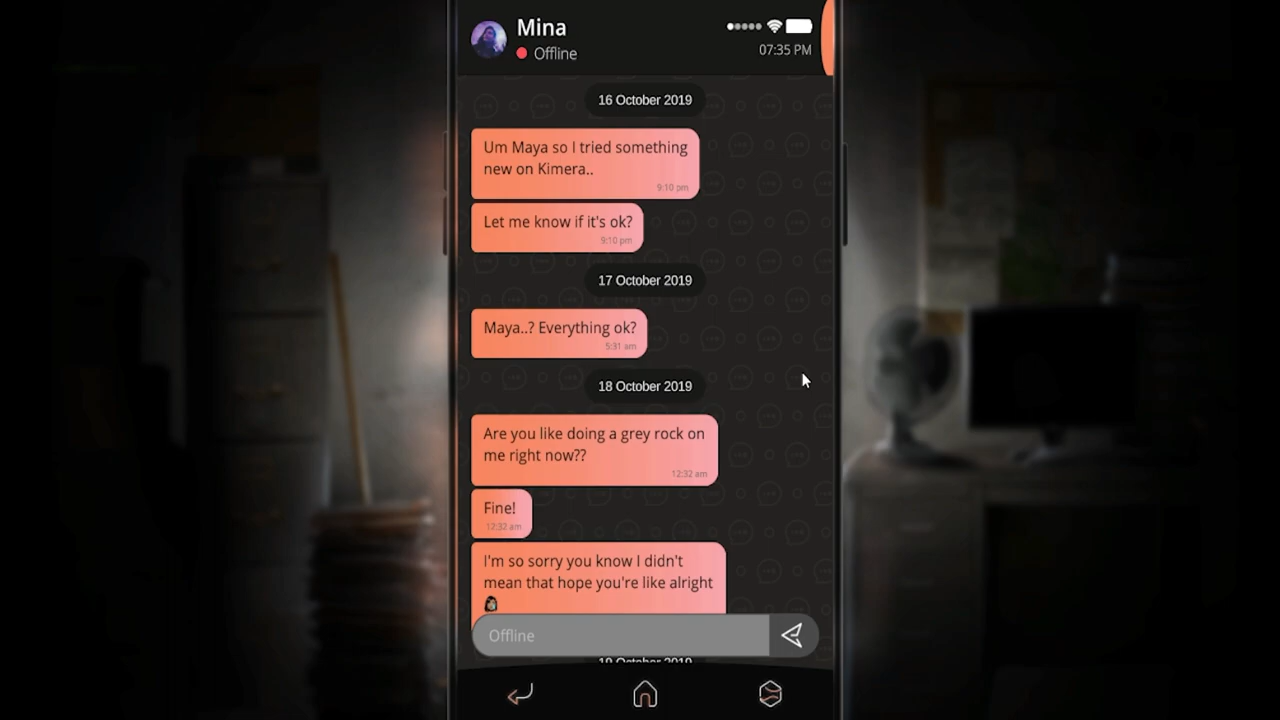 Mina
Offline
07:35 PM
16 October 2019
Um Maya so I tried something
new on Kimera..
9:10 pm
Let me know if it's ok?
9:10 pm
17 October 2019
Maya..? Everything ok?
5:31 am
18 October 2019
Are you like doing a grey rock on
me right now??
12:32 am
Fine!
12:32 am
I'm so sorry you know I didn't
mean that hope you're like alright
Offline
19 October 2019